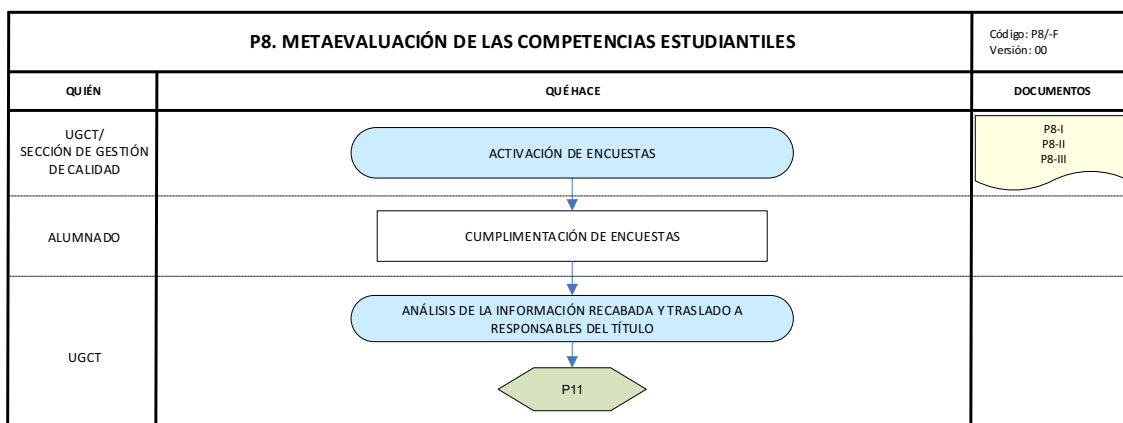 P8. METAEVALUACIÓN DE LAS COMPETENCIAS ESTUDIANTILES
Código: P8/-F
Versión: 00
QUIÉN
QUÉ HACE
DOCUMENTOS
UGCT/
SECCIÓN DE GESTIÓN
DE CALIDAD
ACTIVACIÓN DE ENCUESTAS
P8-I
P8-II
P8-III
ALUMNADO
CUMPLIMENTACIÓN DE ENCUESTAS
UGCT
ANÁLISIS DE LA INFORMACIÓN RECABADA Y TRASLADO A
RESPONSABLES DEL TÍTULO
P11